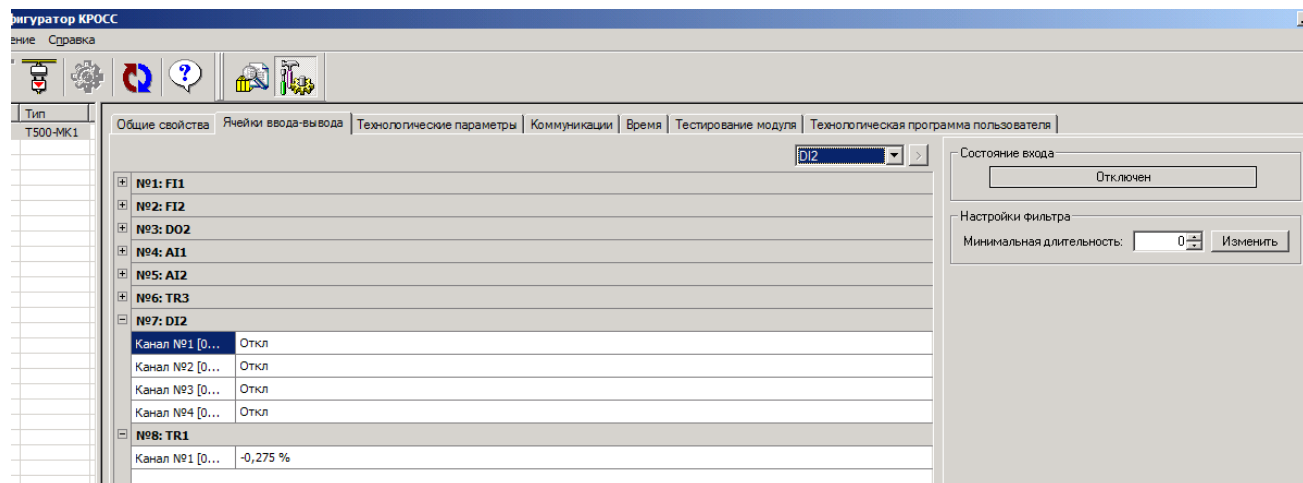 фигуратор КРОСС
ение Справка
Тип
T500-МК1
Общие свойства Ячейки ввода-вывода Технологические параметры Коммуникации Время Тестирование модуля Технологическая программа пользователя
DI2 >
№1: FI1
№2: FI2
№3: DO2
№4: AI1
№5: AI2
№6: TR3
№7: DI2
Канал №1 [0... Откл
Канал №2 [0... Откл
Канал №3 [0... Откл
Канал №4 [0... Откл
№8: TR1
Канал №1 [0... -0,275 %
Состояние входа
Отключен
Настройки фильтра
Минимальная длительность: 0 Изменить